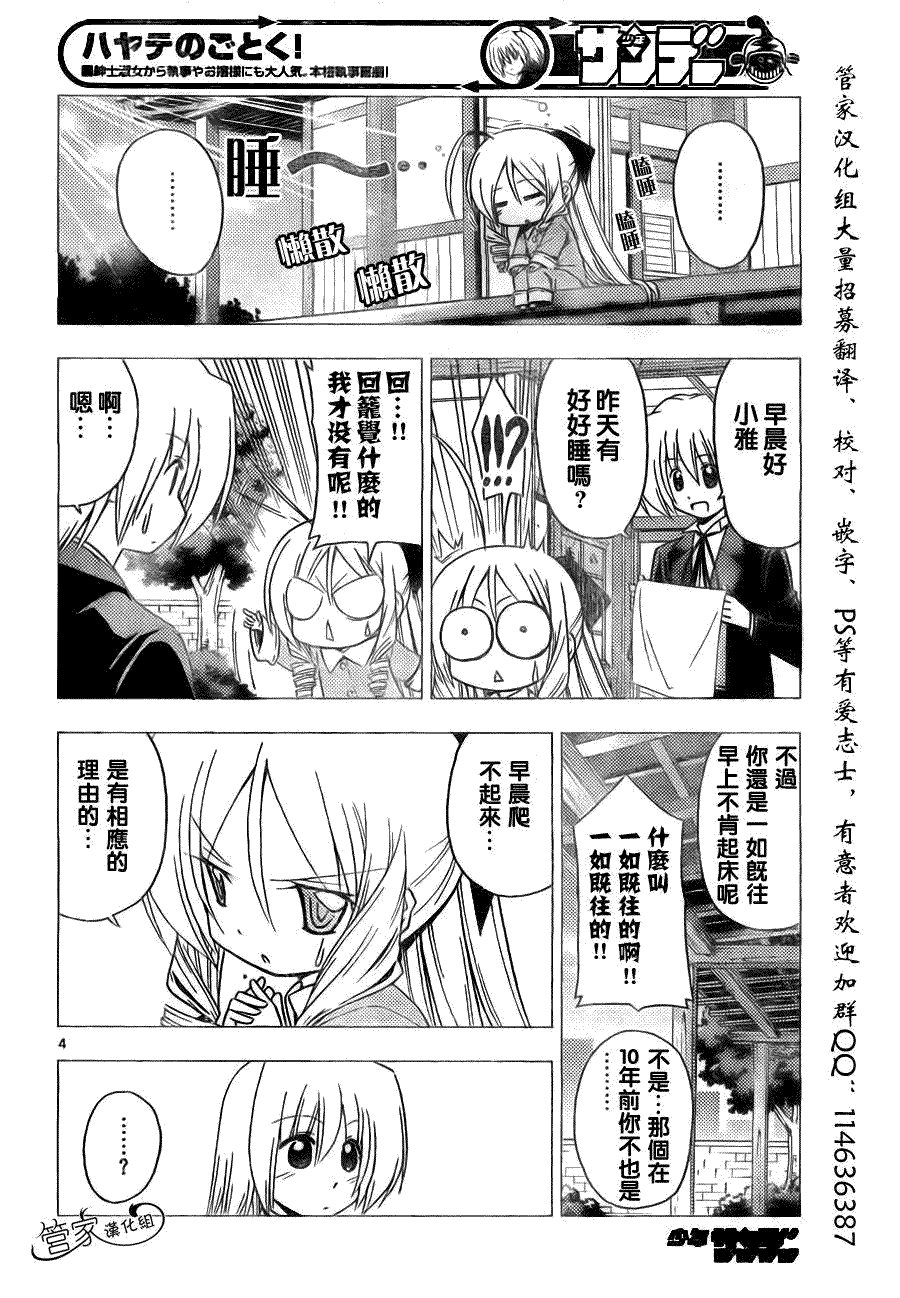 ハヤテのごとく!
サンデー
………
瞌睡
瞌睡
睡～…
懶散
懶散
………
早晨好
小雅
昨天有
好好睡嗎?
!!!?
回…!!
回籠覺什麼的
我才沒有呢!!
啊…
嗯…
不過
你還是一如既往
早上不肯起床呢
什麼叫
一如既往的啊!!
一如既往的!!
不是…那個在
10年前你不也是
………
早晨爬
不起來…
是有相應的
理由的…
……?
4
管家
漢化組
管家汉化组大量招募翻译、校对、嵌字、PS等有爱志士，有意者欢迎加群QQ：114636387